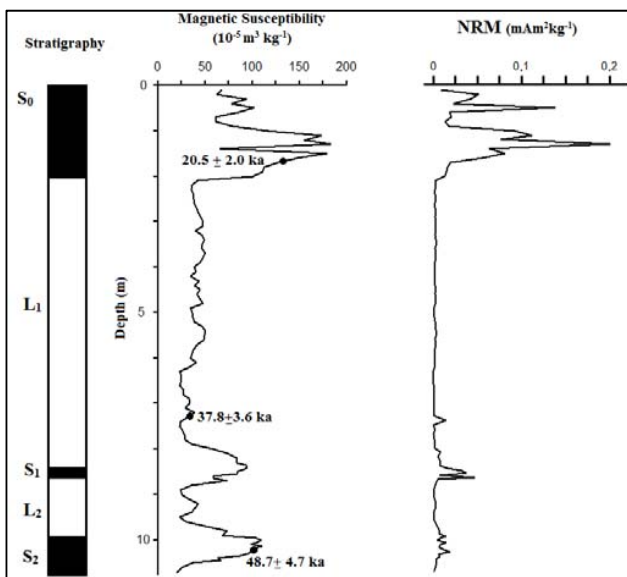 Stratigraphy
S0
L1
S1
L2
S2
Magnetic Susceptibility
(10⁻⁵ m³ kg⁻¹)
0 50 100 150 200
0
5
10
Depth (m)
20.5 ± 2.0 ka
37.8±3.6 ka
48.7± 4.7 ka
NRM (mAm²kg⁻¹)
0 0,1 0,2